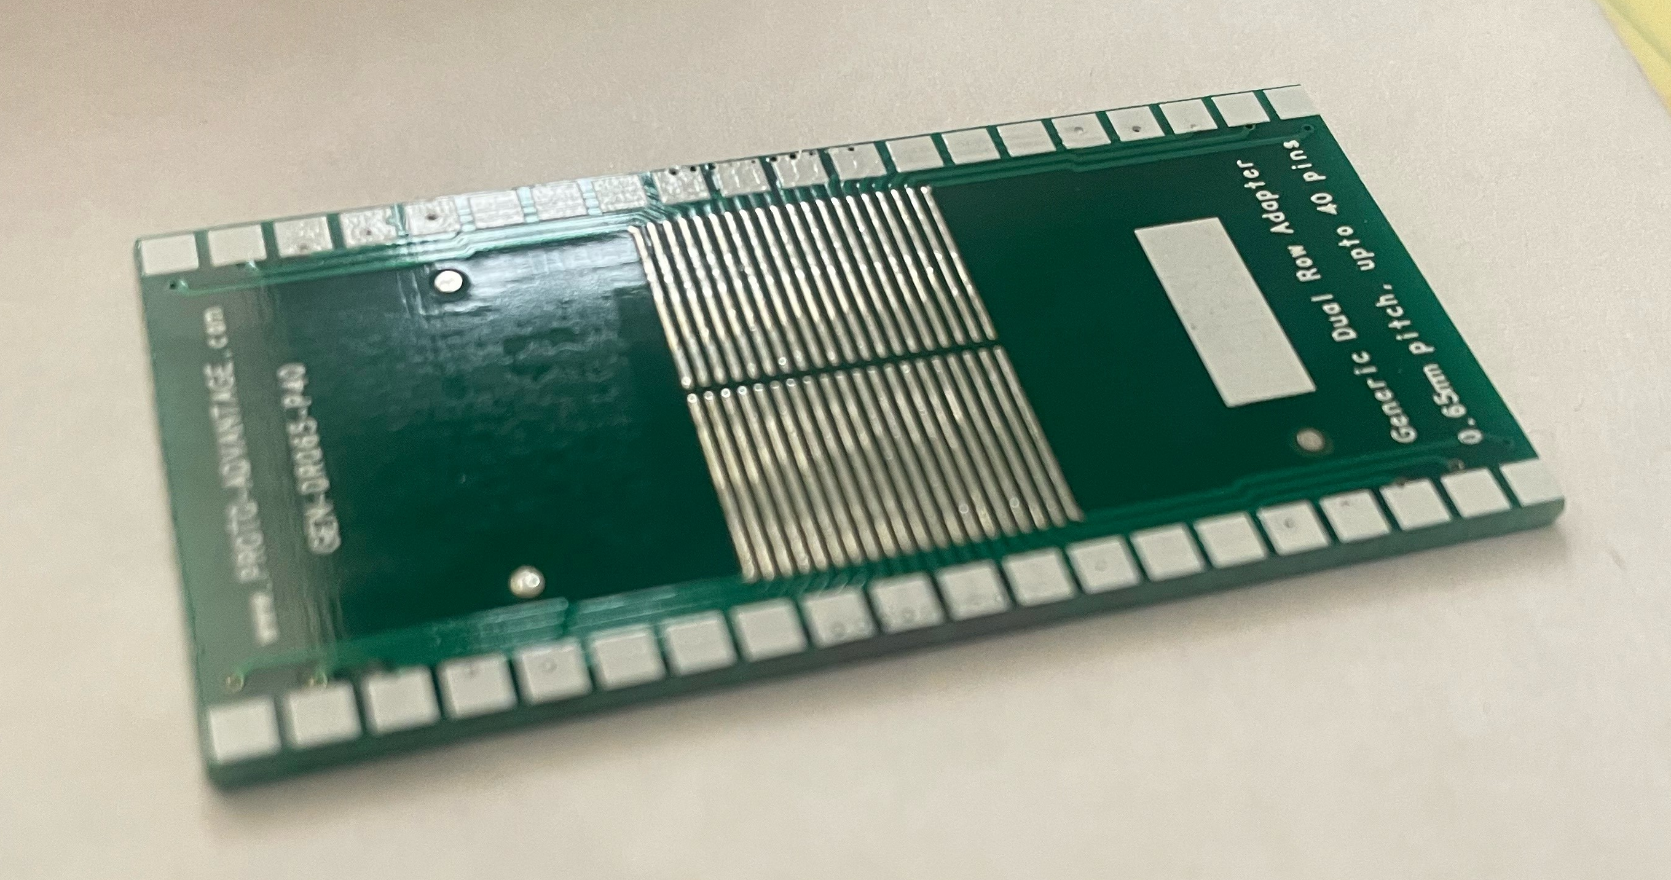 www.PROTO-ADVANTAGE.com
GEN-DR065-P40
Generic Dual Row Adapter
0.65mm Pitch, upto 40 Pins